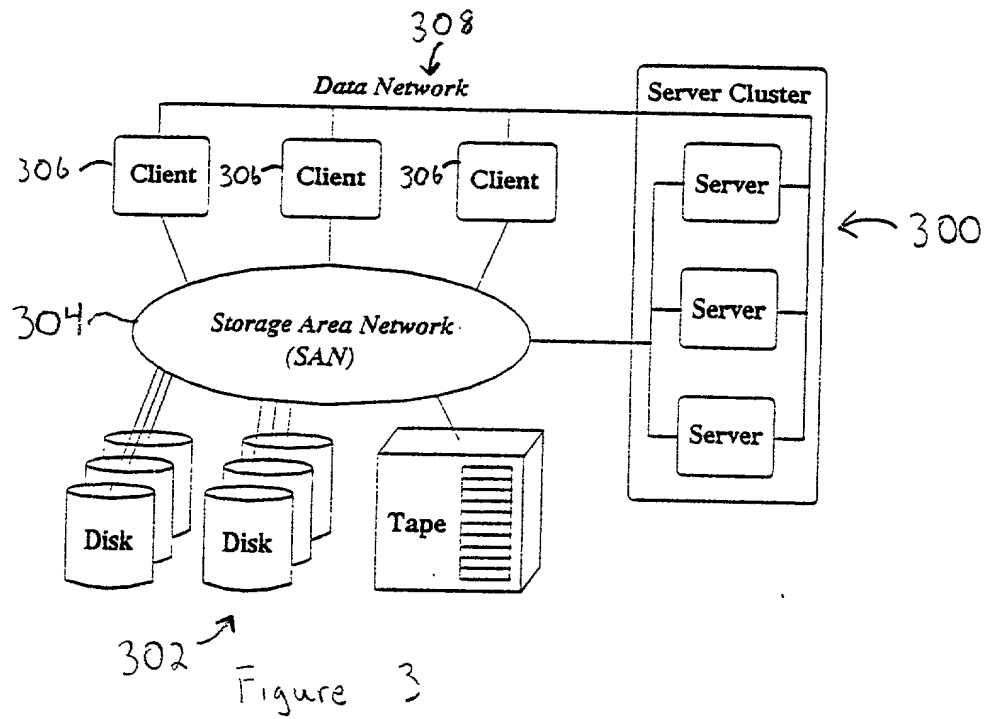 308
Data Network
Server Cluster
306 Client 306 Client 306 Client
Server
300
304
Storage Area Network
(SAN)
Server
Server
Disk Disk Tape
302
Figure 3